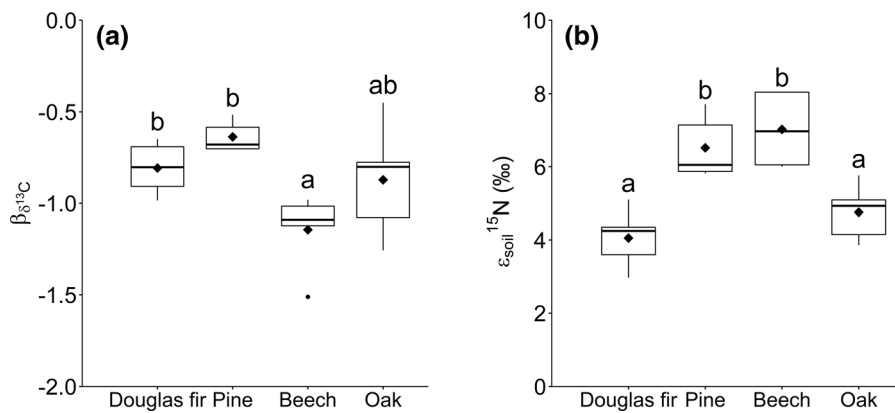 (a)
0.0
-0.5
-1.0
-1.5
-2.0
βδ¹³C
b
b
a
ab
Douglas fir Pine Beech Oak
(b)
10
8
6
4
2
0
εsoil¹⁵N (‰)
a
b
b
a
Douglas fir Pine Beech Oak